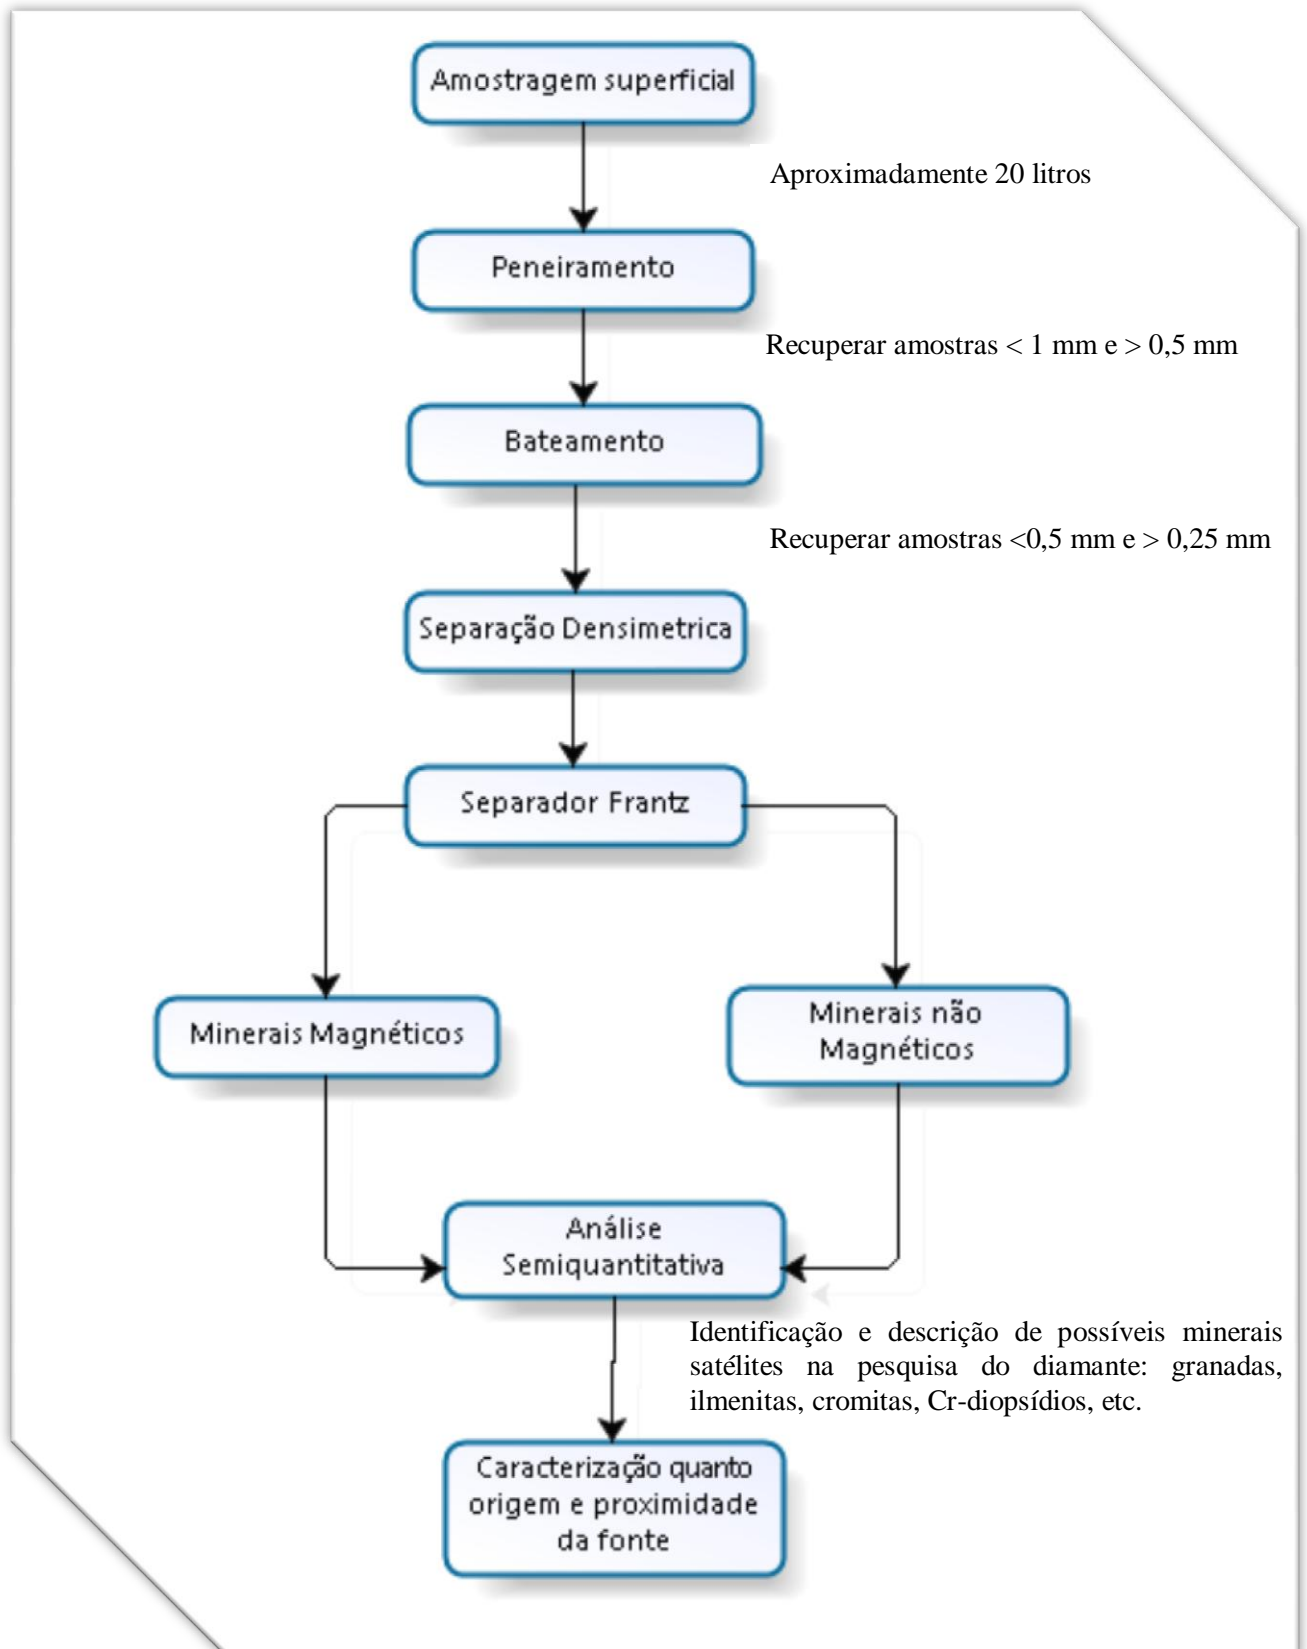 Amostragem superficial
Aproximadamente 20 litros
Peneiramento
Recuperar amostras < 1 mm e > 0,5 mm
Bateamento
Recuperar amostras <0,5 mm e > 0,25 mm
Separação Densimetrica
Separador Frantz
Minerais Magnéticos
Minerais não
Magnéticos
Análise
Semiquantitativa
Identificação e descrição de possíveis minerais
satélites na pesquisa do diamante: granadas,
ilmenitas, cromitas, Cr-diopsídios, etc.
Caracterização quanto
origem e proximidade
da fonte